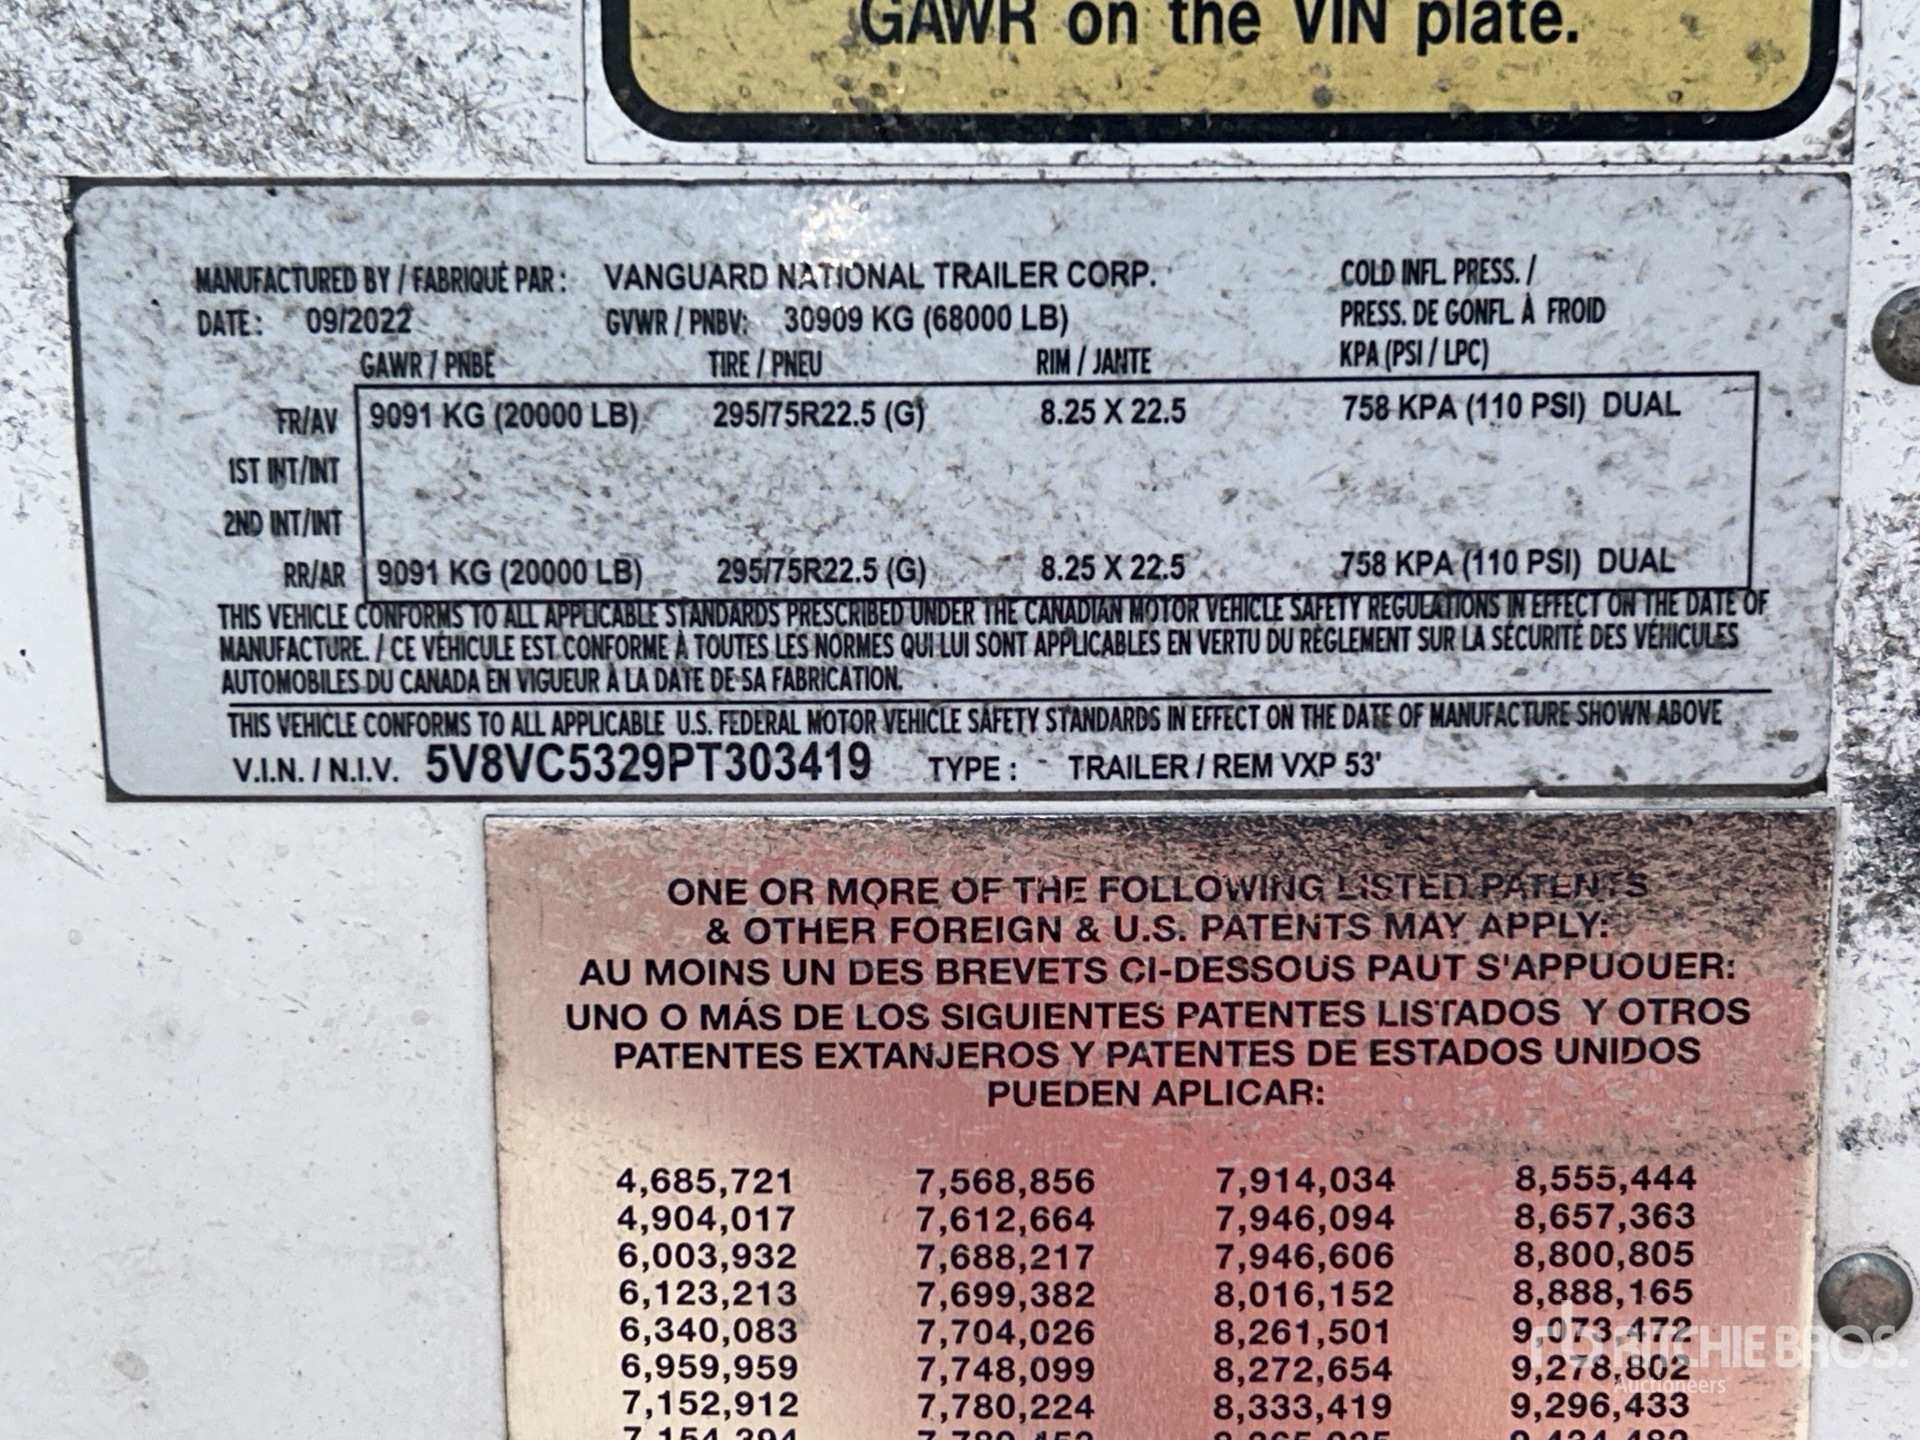 GAWR on the VIN plate.
MANUFACTURED BY / FABRIQUÉ PAR : VANGUARD NATIONAL TRAILER CORP. COLD INFL. PRESS. /
DATE : 09/2022 GVWR / PNBV: 30909 KG (68000 LB) PRESS. DE GONFL. À FROID
GAWR / PNBE TIRE / PNEU RIM / JANTE KPA (PSI / LPC)
FR/AV 9091 KG (20000 LB) 295/75R22.5 (G) 8.25 X 22.5 758 KPA (110 PSI) DUAL
1ST INT/INT
2ND INT/INT
RR/AR 9091 KG (20000 LB) 295/75R22.5 (G) 8.25 X 22.5 758 KPA (110 PSI) DUAL
THIS VEHICLE CONFORMS TO ALL APPLICABLE STANDARDS PRESCRIBED UNDER THE CANADIAN MOTOR VEHICLE SAFETY REGULATIONS IN EFFECT ON THE DATE OF
MANUFACTURE. / CE VÉHICULE EST CONFORME À TOUTES LES NORMES QUI LUI SONT APPLICABLES EN VERTU DU RÈGLEMENT SUR LA SÉCURITÉ DES VÉHICULES
AUTOMOBILES DU CANADA EN VIGUEUR À LA DATE DE SA FABRICATION.
THIS VEHICLE CONFORMS TO ALL APPLICABLE U.S. FEDERAL MOTOR VEHICLE SAFETY STANDARDS IN EFFECT ON THE DATE OF MANUFACTURE SHOWN ABOVE
V.I.N. / N.I.V. 5V8VC5329PT303419 TYPE : TRAILER / REM VXP 53'
ONE OR MORE OF THE FOLLOWING LISTED PATENTS
& OTHER FOREIGN & U.S. PATENTS MAY APPLY:
AU MOINS UN DES BREVETS CI-DESSOUS PAUT S'APPUOUER:
UNO O MÁS DE LOS SIGUIENTES PATENTES LISTADOS Y OTROS
PATENTES EXTANJEROS Y PATENTES DE ESTADOS UNIDOS
PUEDEN APLICAR:
4,685,721 7,568,856 7,914,034 8,555,444
4,904,017 7,612,664 7,946,094 8,657,363
6,003,932 7,688,217 7,946,606 8,800,805
6,123,213 7,699,382 8,016,152 8,888,165
6,340,083 7,704,026 8,261,501 9,073,472
6,959,959 7,748,099 8,272,654 9,278,802
7,152,912 7,780,224 8,333,419 9,296,433
7,154,394
RITCHIE BROS.
Auctioneers